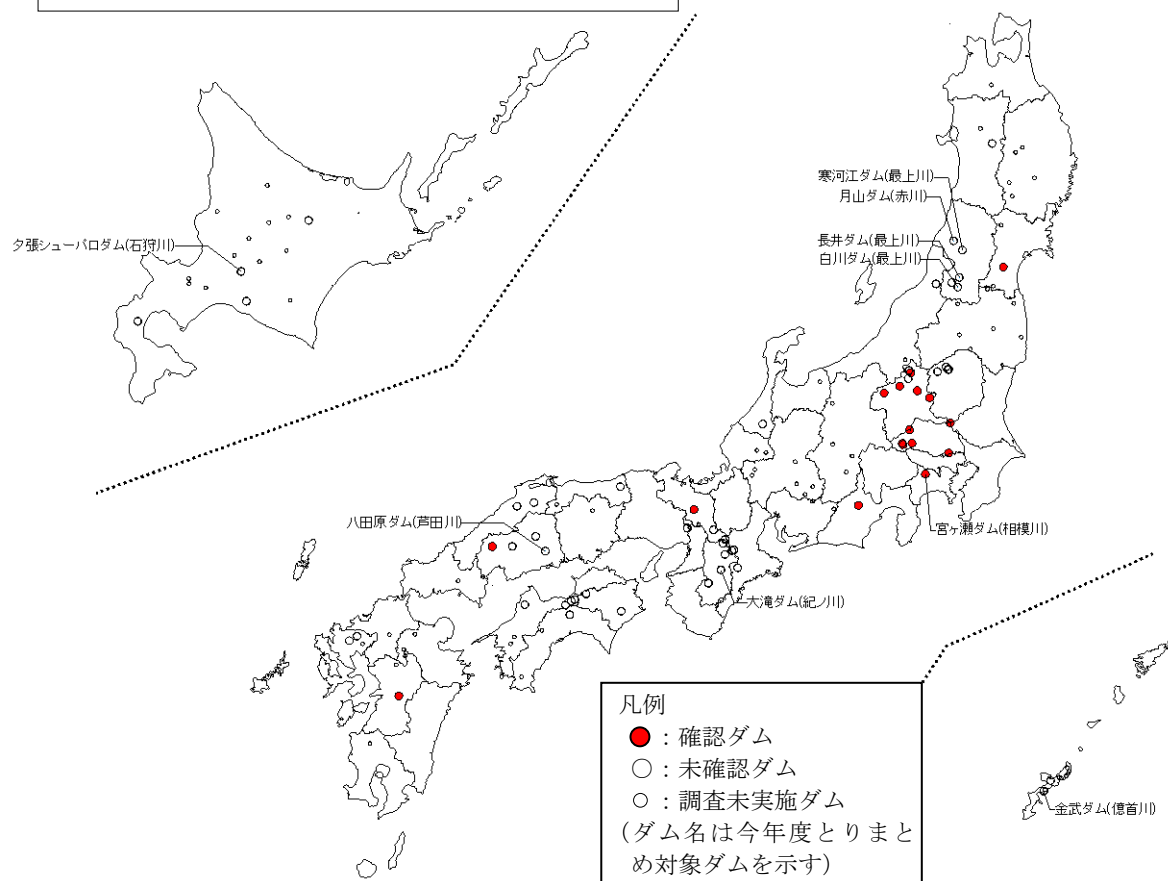 寒河江ダム(最上川)
月山ダム(赤川)
長井ダム(最上川)
白川ダム(最上川)
夕張シューパロダム(石狩川)
八田原ダム(芦田川)
宮ヶ瀬ダム(相模川)
大滝ダム(紀ノ川)
金武ダム(億首川)
凡例
：確認ダム
：未確認ダム
：調査未実施ダム
(ダム名は今年度とりまと
め対象ダムを示す)